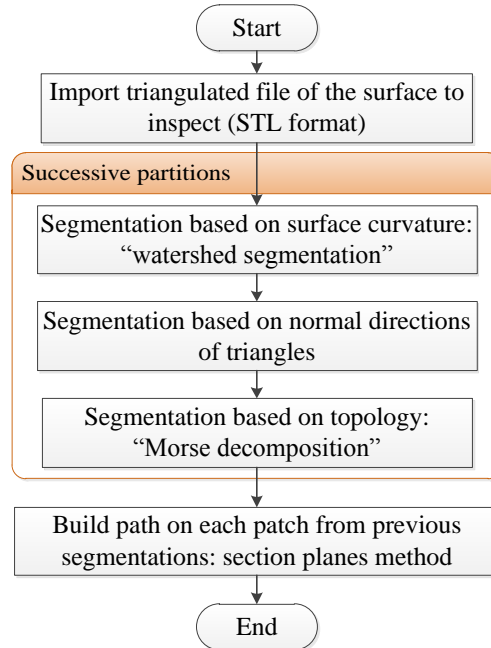 Start
Import triangulated file of the surface to
inspect (STL format)
Successive partitions
Segmentation based on surface curvature:
“watershed segmentation”
Segmentation based on normal directions
of triangles
Segmentation based on topology:
“Morse decomposition”
Build path on each patch from previous
segmentations: section planes method
End